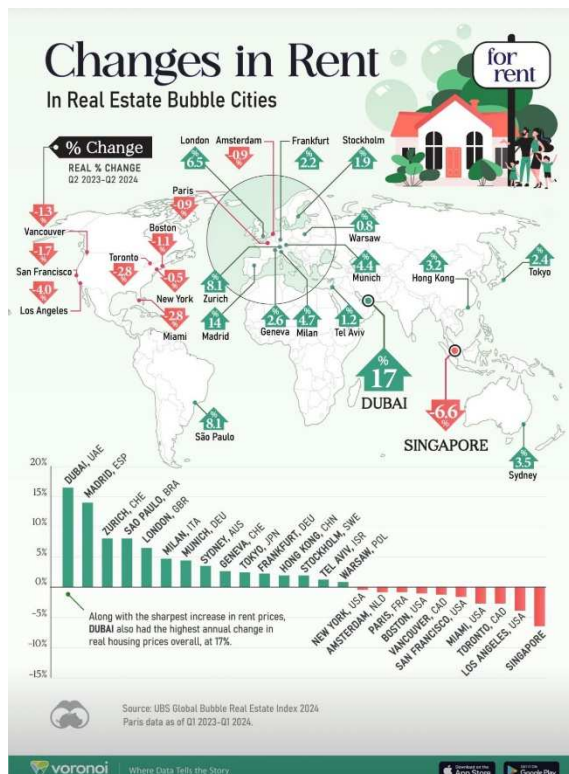 Changes in Rent
In Real Estate Bubble Cities
for
rent
% Change
REAL % CHANGE
Q2 2023-Q2 2024
London
%
6.5
Amsterdam
-0.9
%
Frankfurt
%
2.2
Stockholm
%
1.9
Paris
-0.9
%
%
0.8
Warsaw
-1.3
%
Vancouver
-1.7
%
San Francisco
-4.0
%
Los Angeles
Boston
-1.1
%
Toronto
-2.8
%
-0.5
%
New York
-2.8
%
Miami
%
8.1
Zurich
%
14
Madrid
%
2.6
Geneva
%
4.7
Milan
%
4.4
Munich
%
1.2
Tel Aviv
%
3.2
Hong Kong
%
2.4
Tokyo
%
17
DUBAI
-6.6
%
SINGAPORE
%
8.1
São Paulo
%
3.5
Sydney
20%
15%
10%
5%
0%
-5%
-10%
-15%
DUBAI, UAE
MADRID, ESP
ZURICH, CHE
SAO PAULO, BRA
LONDON, GBR
MILAN, ITA
MUNICH, DEU
SYDNEY, AUS
GENEVA, CHE
TOKYO, JPN
FRANKFURT, DEU
HONG KONG, CHN
STOCKHOLM, SWE
TEL AVIV, ISR
WARSAW, POL
NEW YORK, USA
AMSTERDAM, NLD
PARIS, FRA
BOSTON, USA
VANCOUVER, CAD
SAN FRANCISCO, USA
MIAMI, USA
TORONTO, CAD
LOS ANGELES, USA
SINGAPORE
Along with the sharpest increase in rent prices,
DUBAI also had the highest annual change in
real housing prices overall, at 17%.
Source: UBS Global Bubble Real Estate Index 2024
Paris data as of Q1 2023-Q1 2024.
voronoi
Where Data Tells the Story
Download on the
App Store
GET IT ON
Google Play